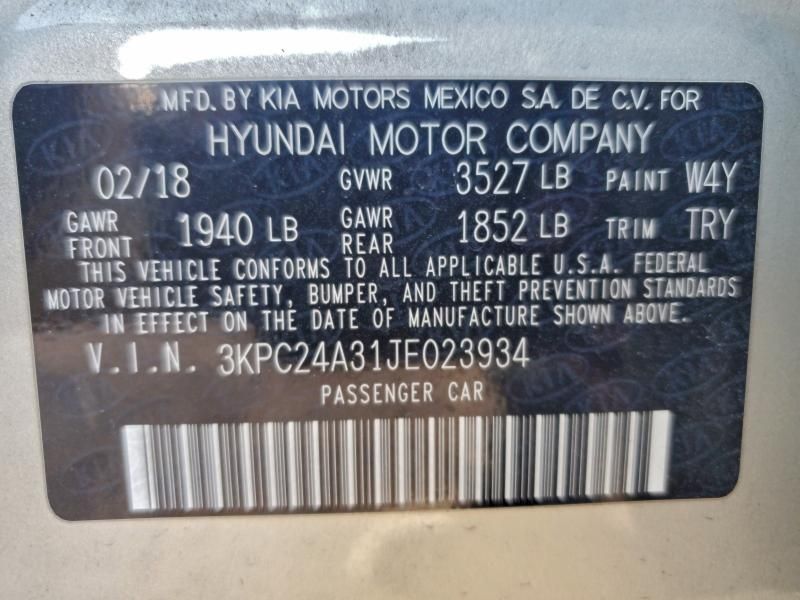 MFD. BY KIA MOTORS MEXICO S.A. DE C.V. FOR
HYUNDAI MOTOR COMPANY
02/18 GVWR 3527 LB PAINT W4Y
GAWR FRONT 1940 LB GAWR REAR 1852 LB TRIM TRY
THIS VEHICLE CONFORMS TO ALL APPLICABLE U.S.A. FEDERAL
MOTOR VEHICLE SAFETY, BUMPER, AND THEFT PREVENTION STANDARDS
IN EFFECT ON THE DATE OF MANUFACTURE SHOWN ABOVE.
V.I.N. 3KPC24A31JE023934
PASSENGER CAR